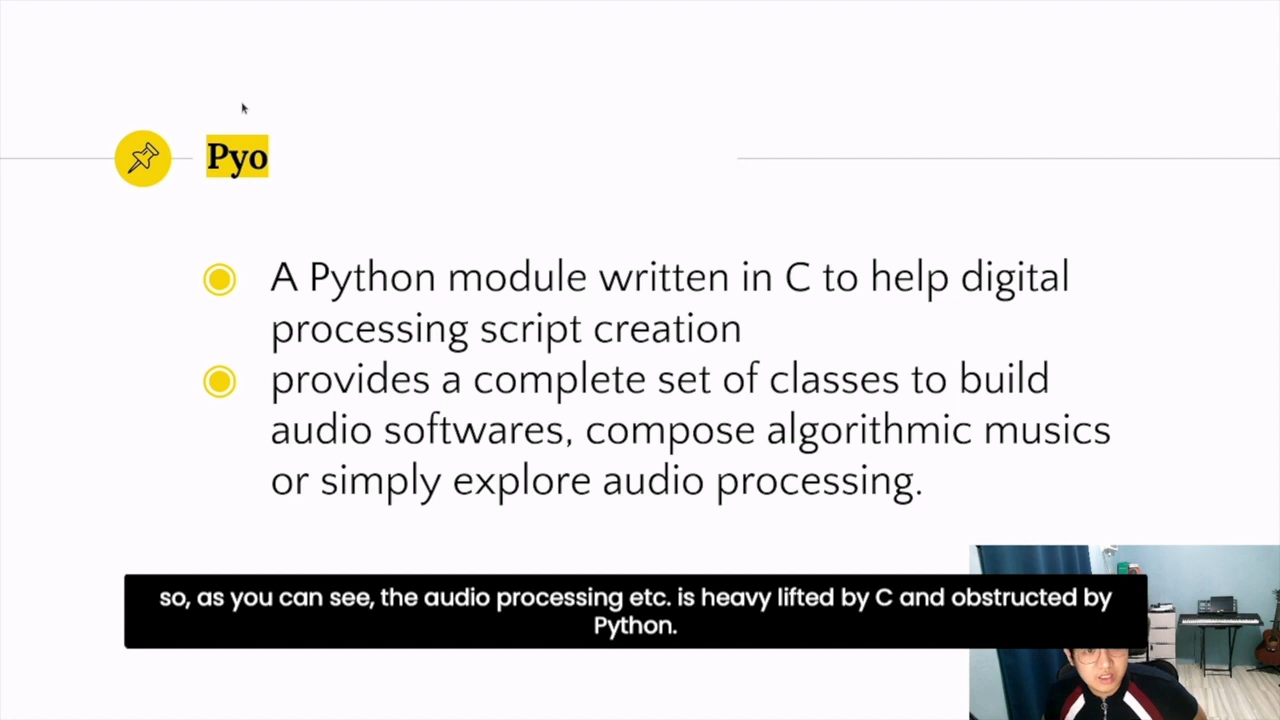 Pyo
A Python module written in C to help digital
processing script creation
provides a complete set of classes to build
audio softwares, compose algorithmic musics
or simply explore audio processing.
so, as you can see, the audio processing etc. is heavy lifted by C and obstructed by
Python.